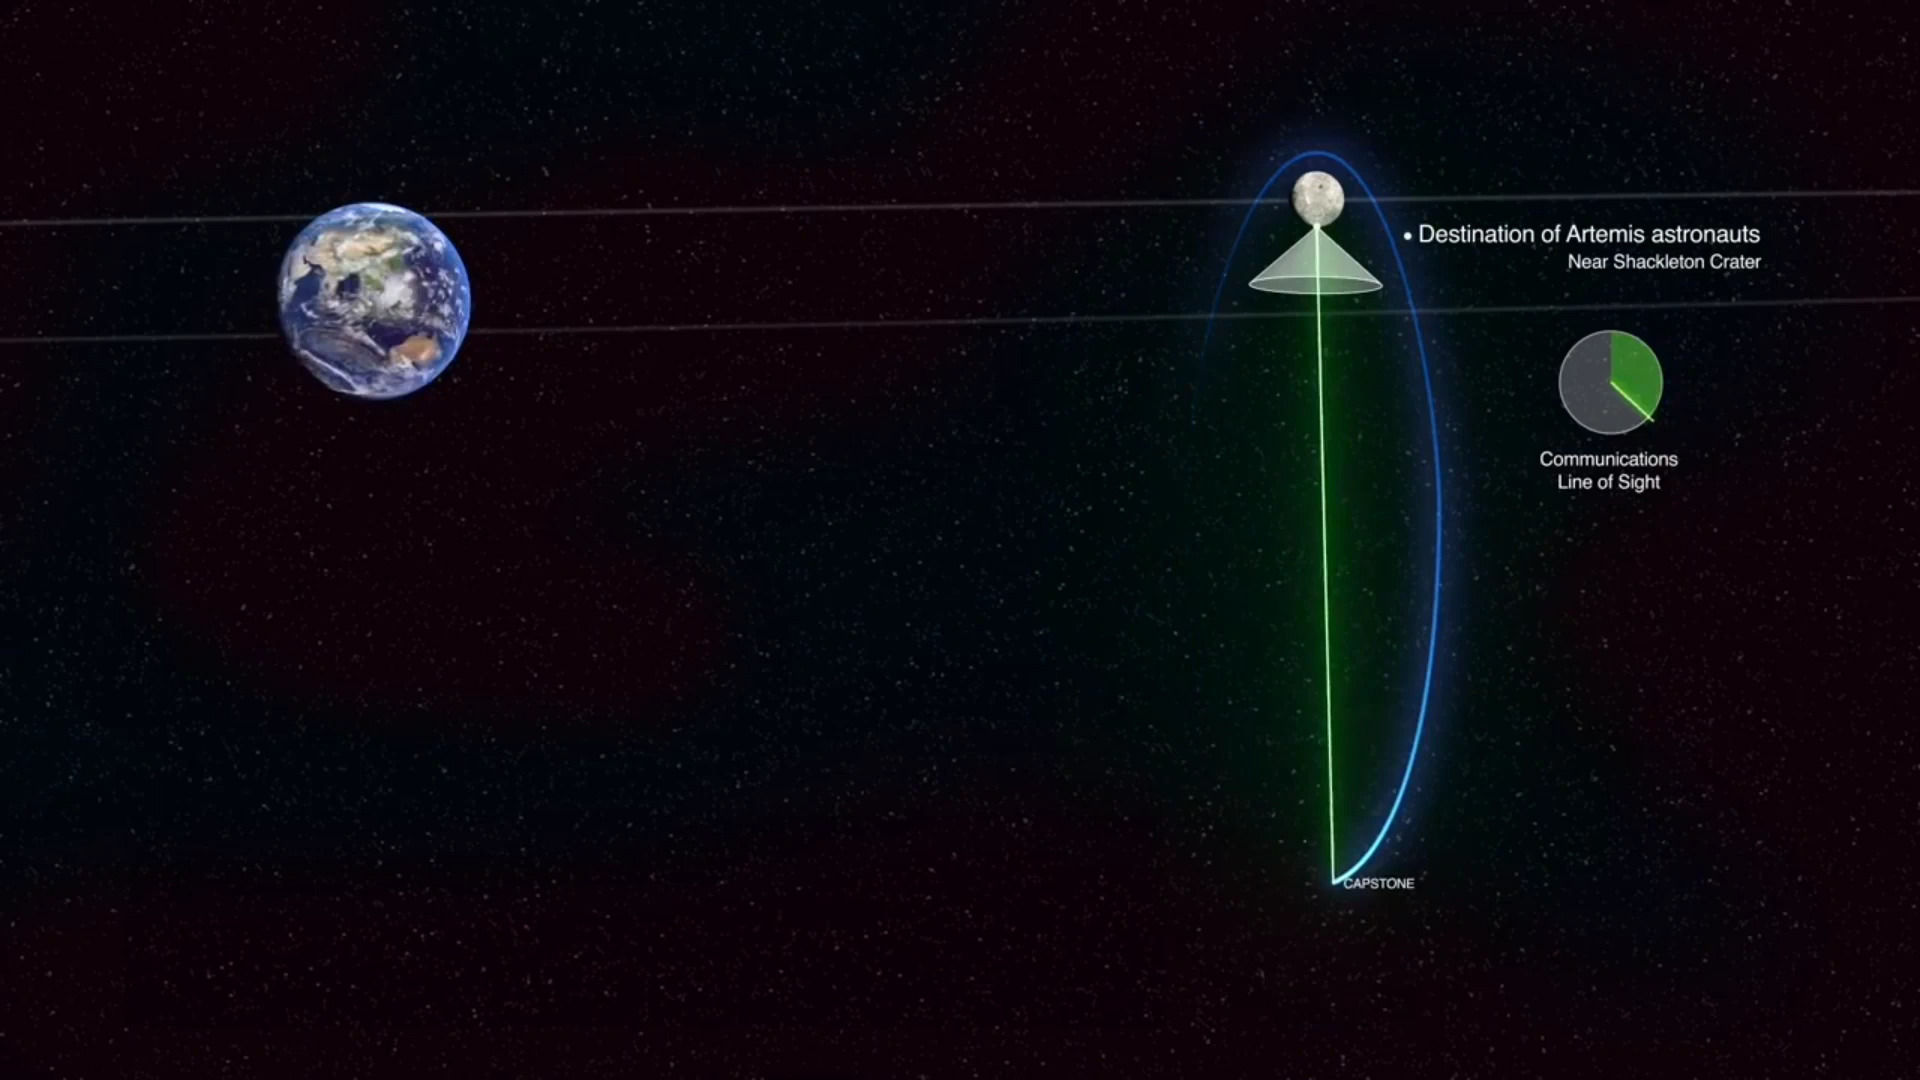 • Destination of Artemis astronauts
Near Shackleton Crater
Communications
Line of Sight
CAPSTONE